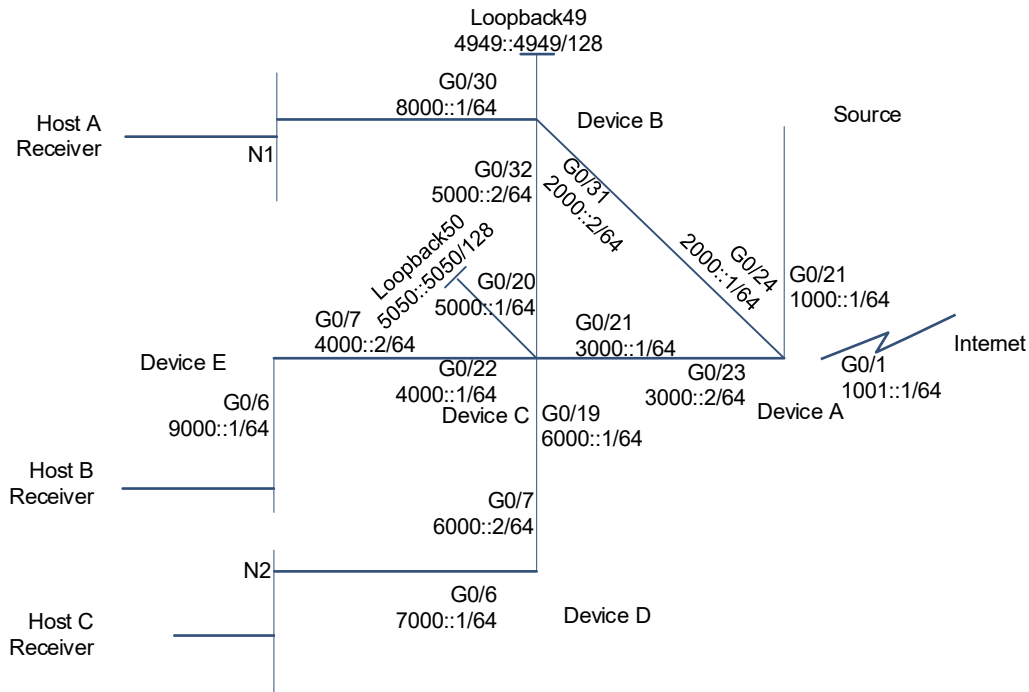 Loopback49
4949::4949/128
G0/30
8000::1/64
Device B
Source
Host A
Receiver
N1
G0/32
5000::2/64
G0/31
2000::2/64
G0/24
2000::1/64
Loopback50
5050::5050/128
G0/20
5000::1/64
G0/21
1000::1/64
G0/7
4000::2/64
G0/21
3000::1/64
Internet
Device E
G0/22
4000::1/64
G0/23
3000::2/64
G0/1
1001::1/64
Device C
Device A
G0/6
9000::1/64
G0/19
6000::1/64
Host B
Receiver
G0/7
6000::2/64
N2
G0/6
7000::1/64
Device D
Host C
Receiver